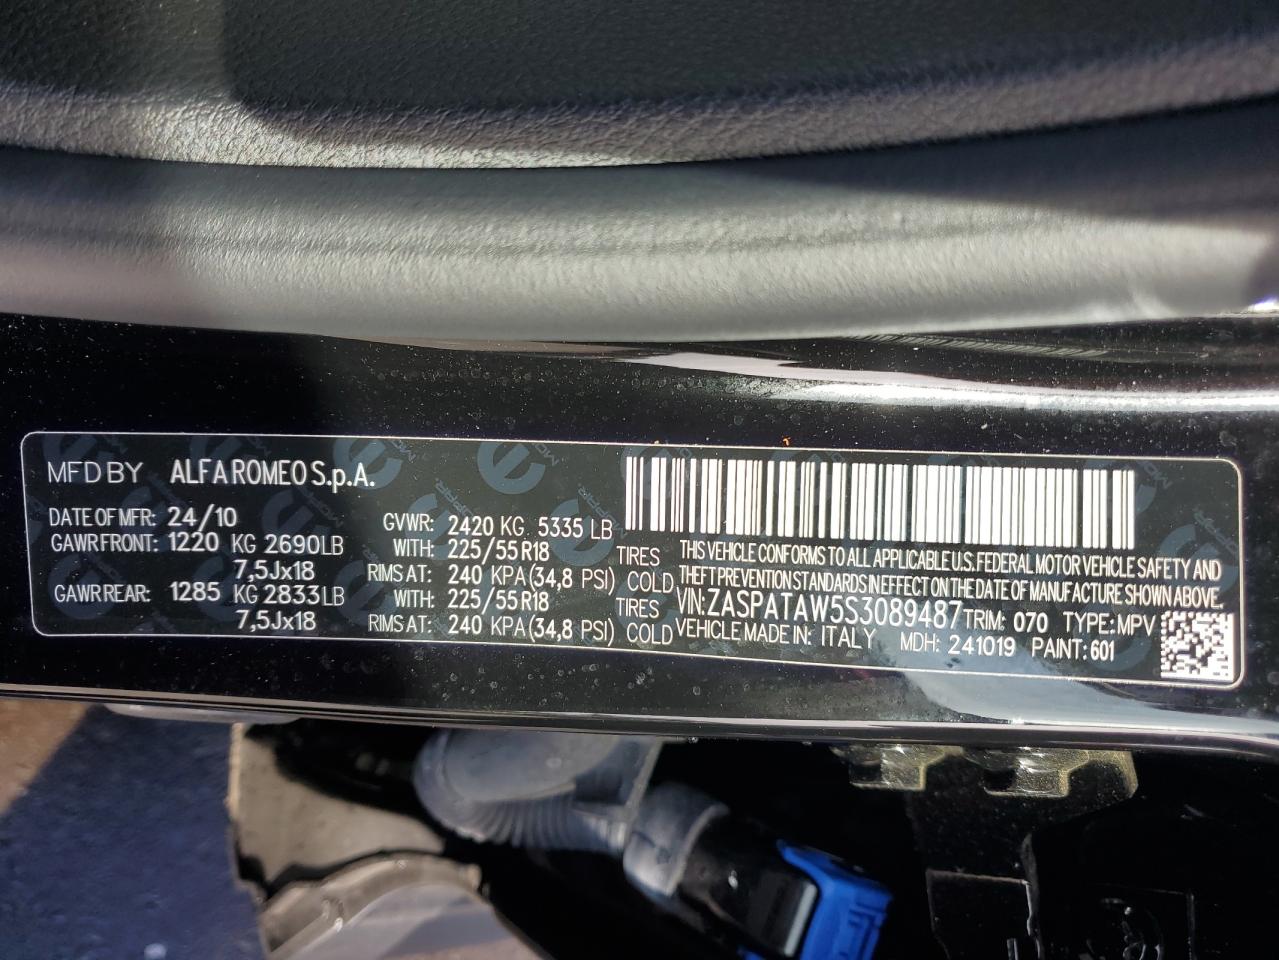 MFD BY ALFA ROMEO S.p.A.
DATE OF MFR: 24/10 GVWR: 2420 KG 5335 LB
GAWR FRONT: 1220 KG 2690LB WITH: 225/55 R18 TIRES
7,5Jx18 RIMS AT: 240 KPA (34,8 PSI) COLD
GAWR REAR: 1285 KG 2833LB WITH: 225/55 R18 TIRES
7,5Jx18 RIMS AT: 240 KPA (34,8 PSI) COLD
THIS VEHICLE CONFORMS TO ALL APPLICABLE U.S. FEDERAL MOTOR VEHICLE SAFETY AND
THEFT PREVENTION STANDARDS IN EFFECT ON THE DATE OF MANUFACTURE SHOWN ABOVE.
VIN: ZASPATAW5S3089487 TRIM: 070 TYPE: MPV
VEHICLE MADE IN: ITALY MDH: 241019 PAINT: 601